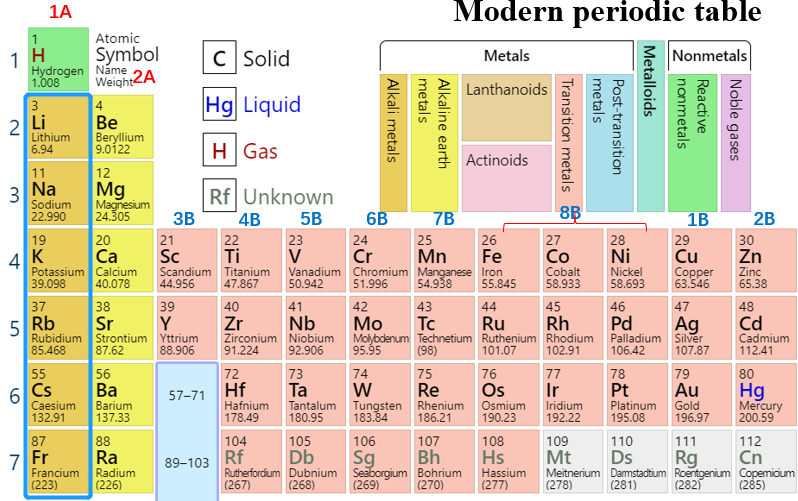 Modern periodic table
1A
1
H
Hydrogen
1.008
Atomic
Symbol
Name
Weight
2A
C Solid
Hg Liquid
H Gas
Rf Unknown
Metals
Metalloids
Nonmetals
Alkali metals
Alkaline earth metals
Lanthanoids
Actinoids
Transition metals
Post-transition metals
Reactive nonmetals
Noble gases
1
2
3
Li
Lithium
6.94
4
Be
Beryllium
9.0122
3
11
Na
Sodium
22.990
12
Mg
Magnesium
24.305
3B
4B
5B
6B
7B
8B
1B
2B
4
19
K
Potassium
39.098
20
Ca
Calcium
40.078
21
Sc
Scandium
44.956
22
Ti
Titanium
47.867
23
V
Vanadium
50.942
24
Cr
Chromium
51.996
25
Mn
Manganese
54.938
26
Fe
Iron
55.845
27
Co
Cobalt
58.933
28
Ni
Nickel
58.693
29
Cu
Copper
63.546
30
Zn
Zinc
65.38
5
37
Rb
Rubidium
85.468
38
Sr
Strontium
87.62
39
Y
Yttrium
88.906
40
Zr
Zirconium
91.224
41
Nb
Niobium
92.906
42
Mo
Molybdenum
95.95
43
Tc
Technetium
(98)
44
Ru
Ruthenium
101.07
45
Rh
Rhodium
102.91
46
Pd
Palladium
106.42
47
Ag
Silver
107.87
48
Cd
Cadmium
112.41
6
55
Cs
Caesium
132.91
56
Ba
Barium
137.33
57–71
72
Hf
Hafnium
178.49
73
Ta
Tantalum
180.95
74
W
Tungsten
183.84
75
Re
Rhenium
186.21
76
Os
Osmium
190.23
77
Ir
Iridium
192.22
78
Pt
Platinum
195.08
79
Au
Gold
196.97
80
Hg
Mercury
200.59
7
87
Fr
Francium
(223)
88
Ra
Radium
(226)
89–103
104
Rf
Rutherfordium
(267)
105
Db
Dubnium
(268)
106
Sg
Seaborgium
(269)
107
Bh
Bohrium
(270)
108
Hs
Hassium
(277)
109
Mt
Meitnerium
(278)
110
Ds
Darmstadtium
(281)
111
Rg
Roentgenium
(282)
112
Cn
Copernicium
(285)